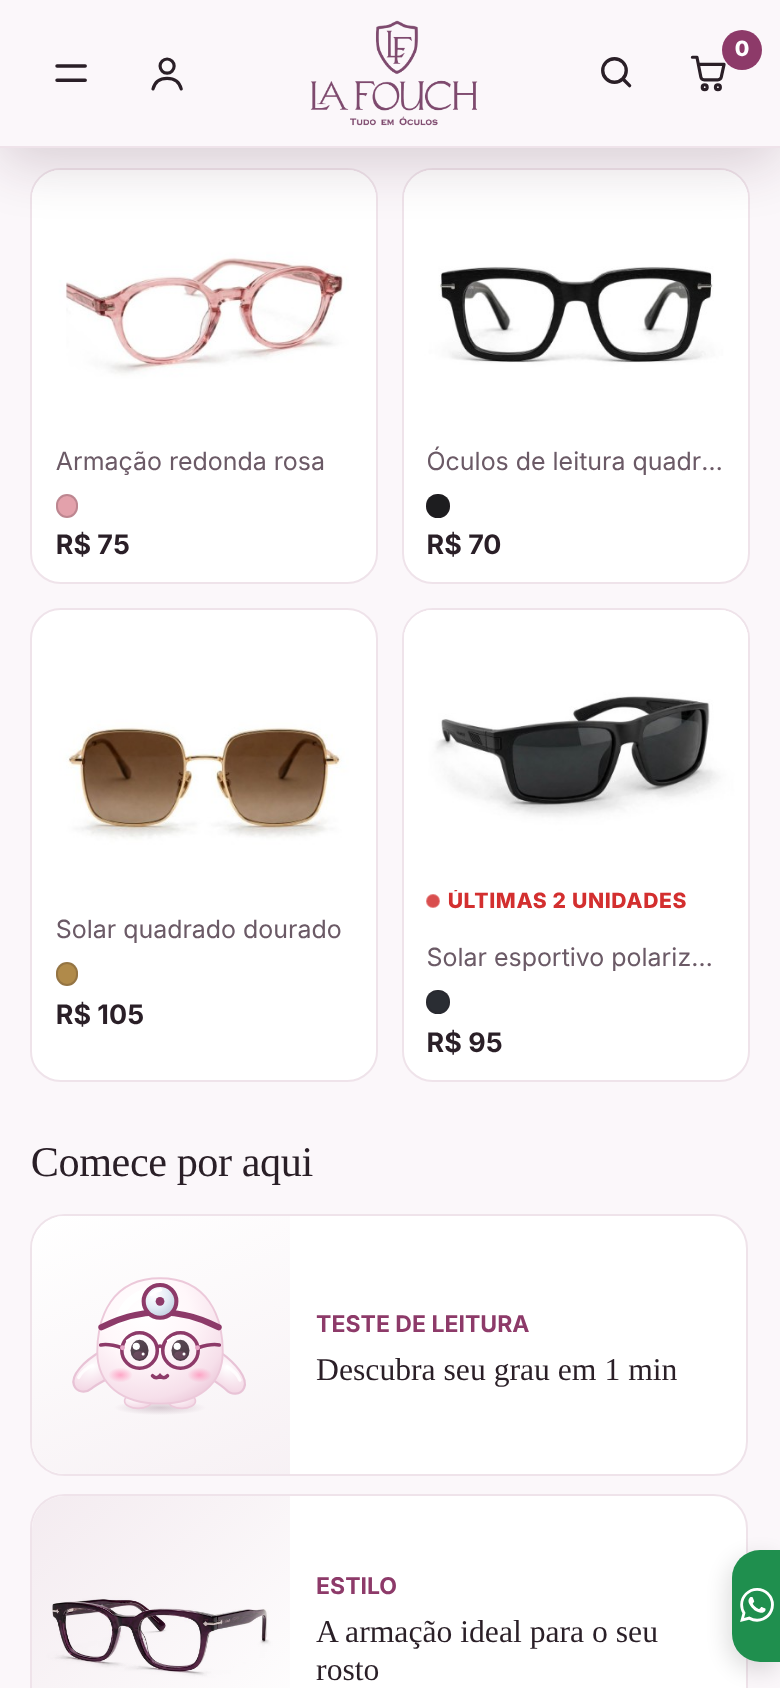 LF
LA FOUCH
TUDO EM ÓCULOS
0
Armação redonda rosa
R$ 75
Óculos de leitura quadr...
R$ 70
Solar quadrado dourado
R$ 105
ÚLTIMAS 2 UNIDADES
Solar esportivo polariz...
R$ 95
Comece por aqui
TESTE DE LEITURA
Descubra seu grau em 1 min
ESTILO
A armação ideal para o seu
rosto